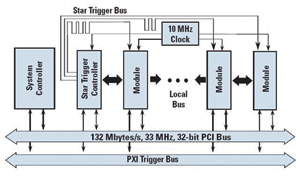 Star Trigger Bus
10 MHz
Clock
System
Controller
Star Trigger
Controller
Module
Local
Bus
Module
Module
132 Mbytes/s, 33 MHz, 32-bit PCI Bus
PXI Trigger Bus